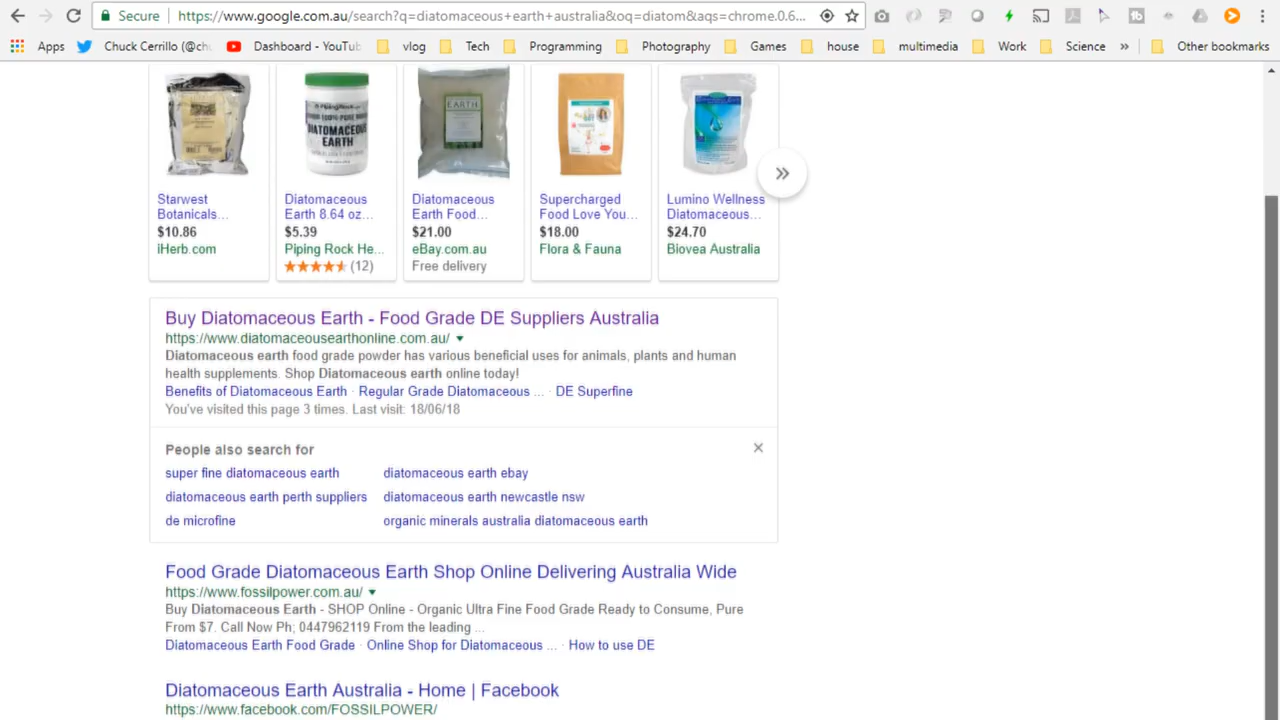 Secure https://www.google.com.au/search?q=diatomaceous+earth+australia&oq=diatom&aqs=chrome.0.6...
Apps Chuck Cerrillo (@chu Dashboard - YouTub vlog Tech Programming Photography Games house multimedia Work Science » Other bookmarks
EARTH
DIATOMACEOUS
EARTH
Starwest Botanicals...
$10.86
iHerb.com
Diatomaceous Earth 8.64 oz...
$5.39
Piping Rock He...
(12)
Diatomaceous Earth Food...
$21.00
eBay.com.au
Free delivery
Supercharged Food Love You...
$18.00
Flora & Fauna
Lumino Wellness Diatomaceous...
$24.70
Biovea Australia
»
Buy Diatomaceous Earth - Food Grade DE Suppliers Australia
https://www.diatomaceousearthonline.com.au/
Diatomaceous earth food grade powder has various beneficial uses for animals, plants and human
health supplements. Shop Diatomaceous earth online today!
Benefits of Diatomaceous Earth · Regular Grade Diatomaceous ... · DE Superfine
You've visited this page 3 times. Last visit: 18/06/18
People also search for
super fine diatomaceous earth diatomaceous earth ebay
diatomaceous earth perth suppliers diatomaceous earth newcastle nsw
de microfine organic minerals australia diatomaceous earth
Food Grade Diatomaceous Earth Shop Online Delivering Australia Wide
https://www.fossilpower.com.au/
Buy Diatomaceous Earth - SHOP Online - Organic Ultra Fine Food Grade Ready to Consume, Pure
From $7. Call Now Ph; 0447962119 From the leading ...
Diatomaceous Earth Food Grade · Online Shop for Diatomaceous ... · How to use DE
Diatomaceous Earth Australia - Home | Facebook
https://www.facebook.com/FOSSILPOWER/